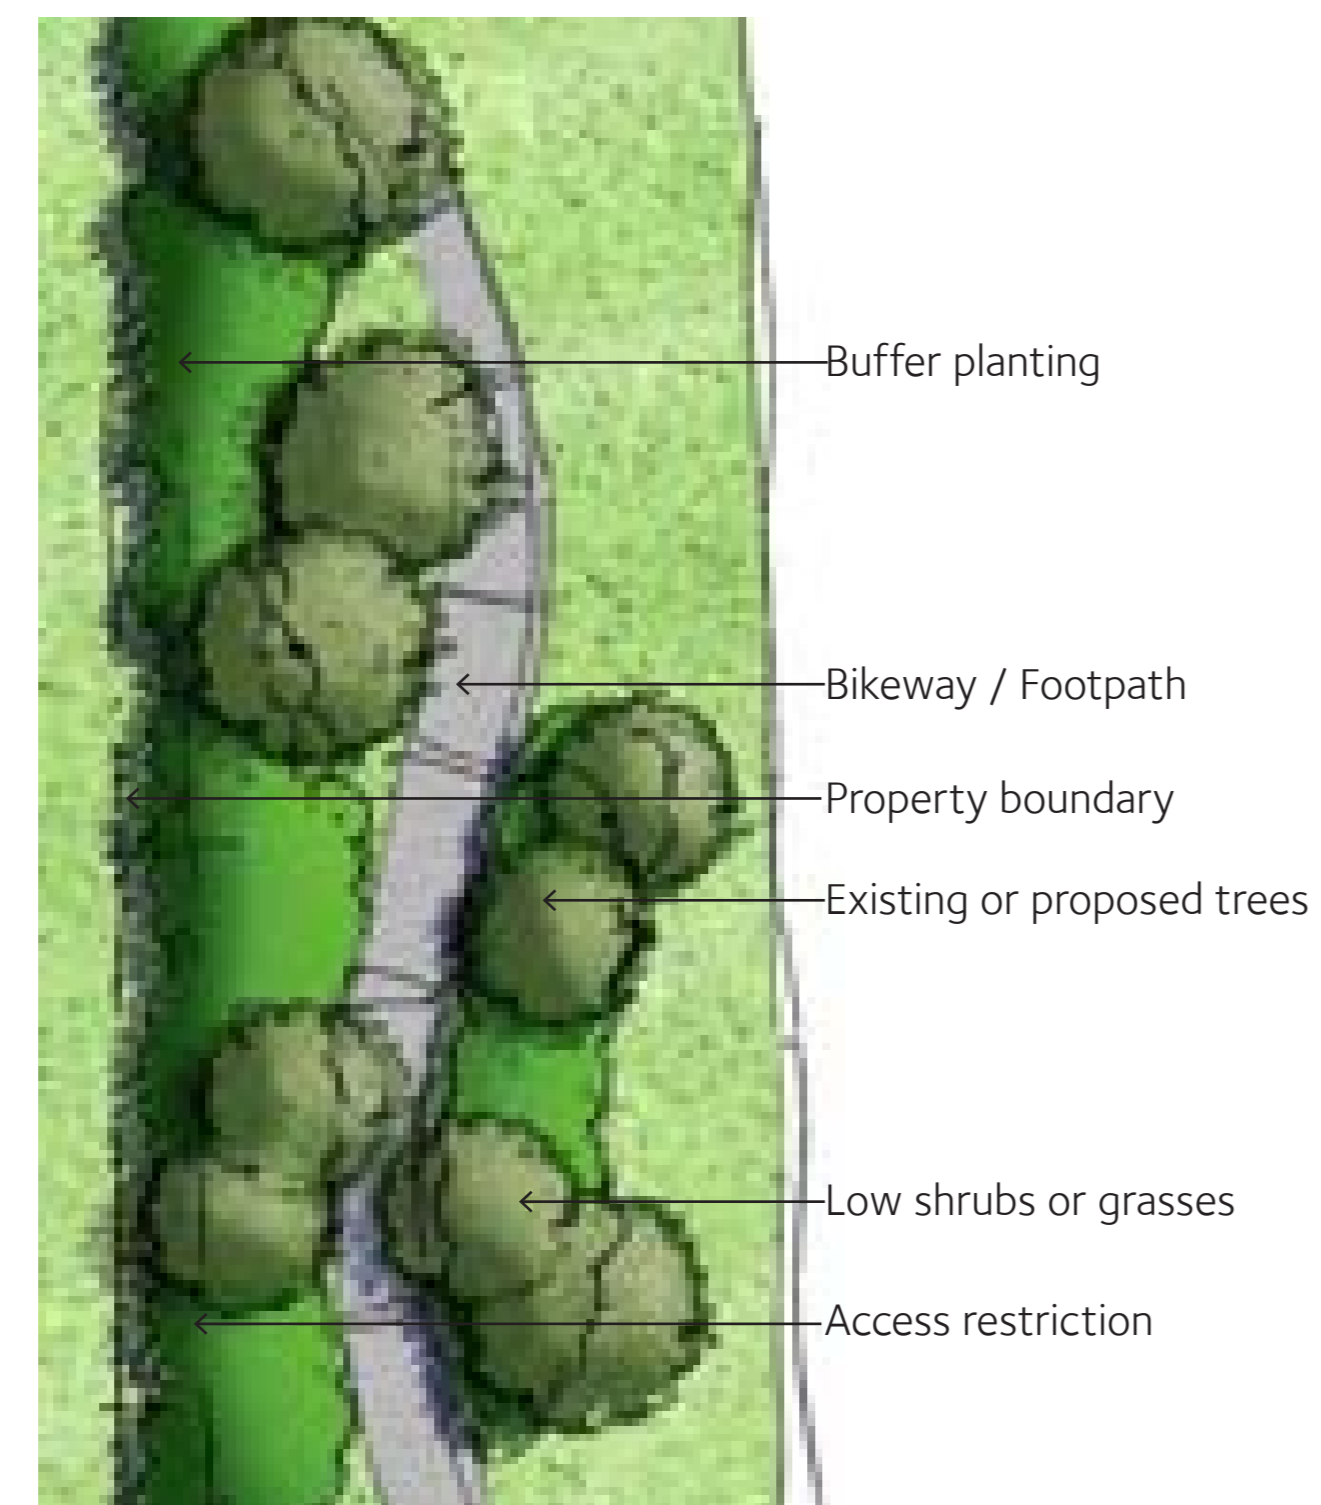 Buffer planting
Bikeway / Footpath
Property boundary
Existing or proposed trees
Low shrubs or grasses
Access restriction